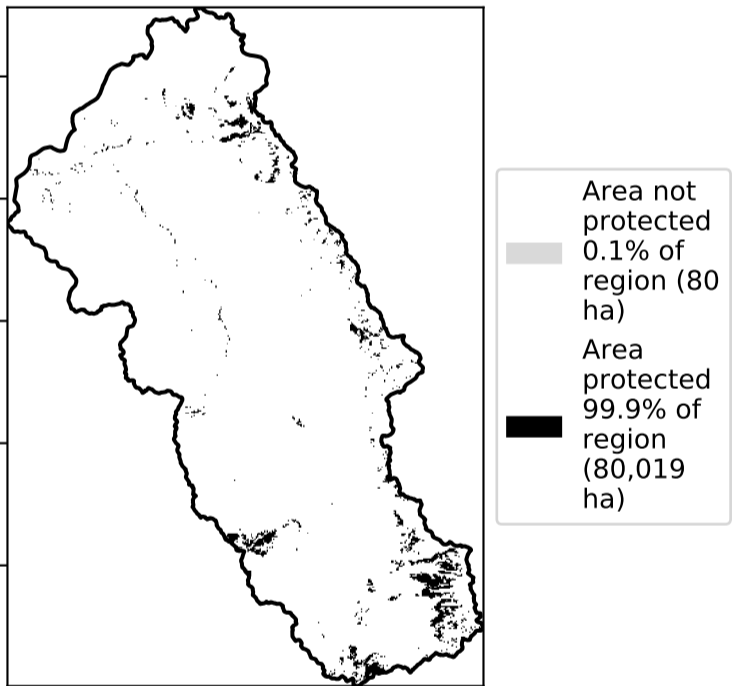 Area not
protected
0.1% of
region (80
ha)
Area
protected
99.9% of
region
(80,019
ha)